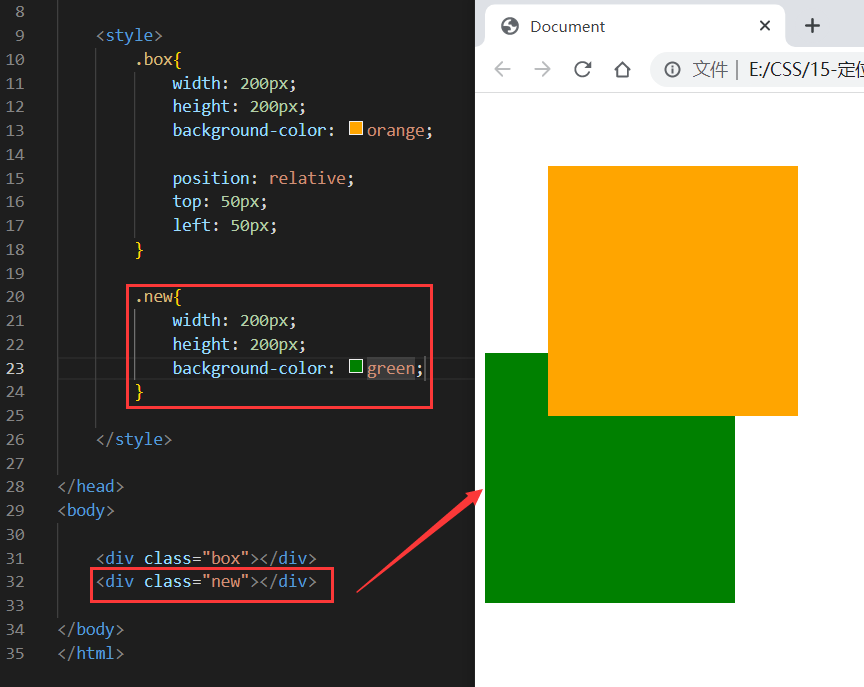 8
9 <style>
10 .box{
11 width: 200px;
12 height: 200px;
13 background-color: orange;
14
15 position: relative;
16 top: 50px;
17 left: 50px;
18 }
19
20 .new{
21 width: 200px;
22 height: 200px;
23 background-color: green;
24 }
25
26 </style>
27
28 </head>
29 <body>
30
31 <div class="box"></div>
32 <div class="new"></div>
33
34 </body>
35 </html>
Document
文件 | E:/CSS/15-定位